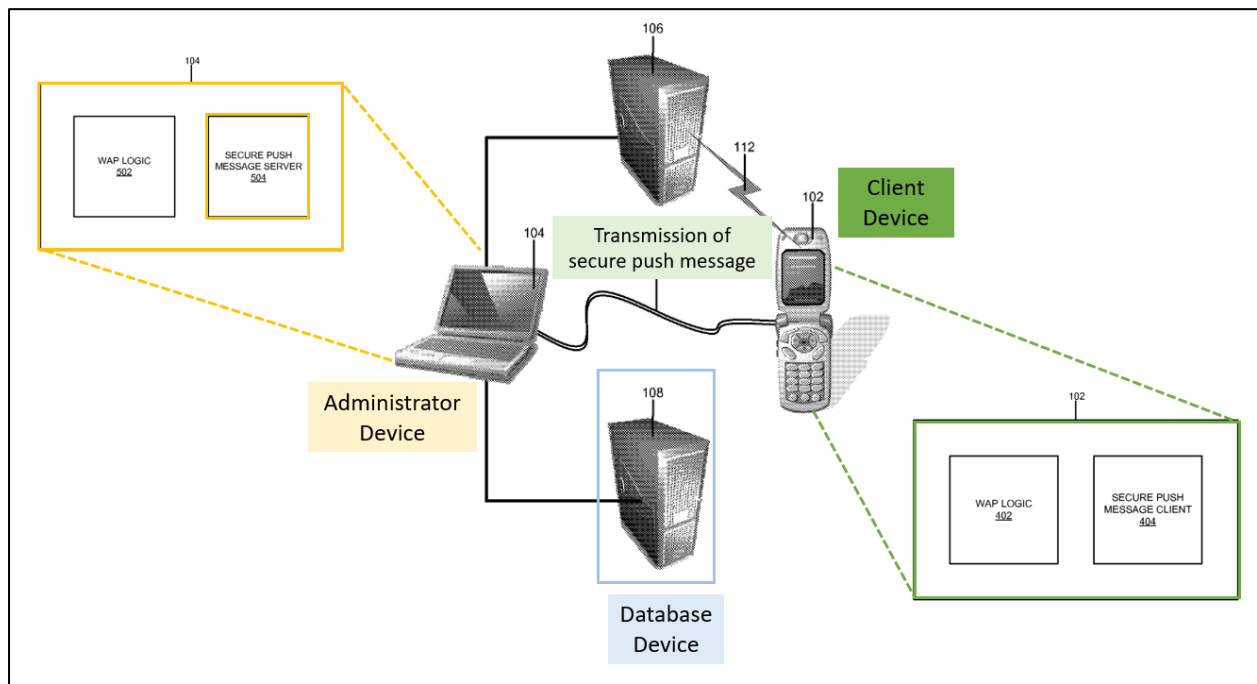 106
104
WAP LOGIC
502
SECURE PUSH
MESSAGE SERVER
504
112
102
Client
Device
104
Transmission of
secure push message
Administrator
Device
108
102
WAP LOGIC
402
SECURE PUSH
MESSAGE CLIENT
404
Database
Device